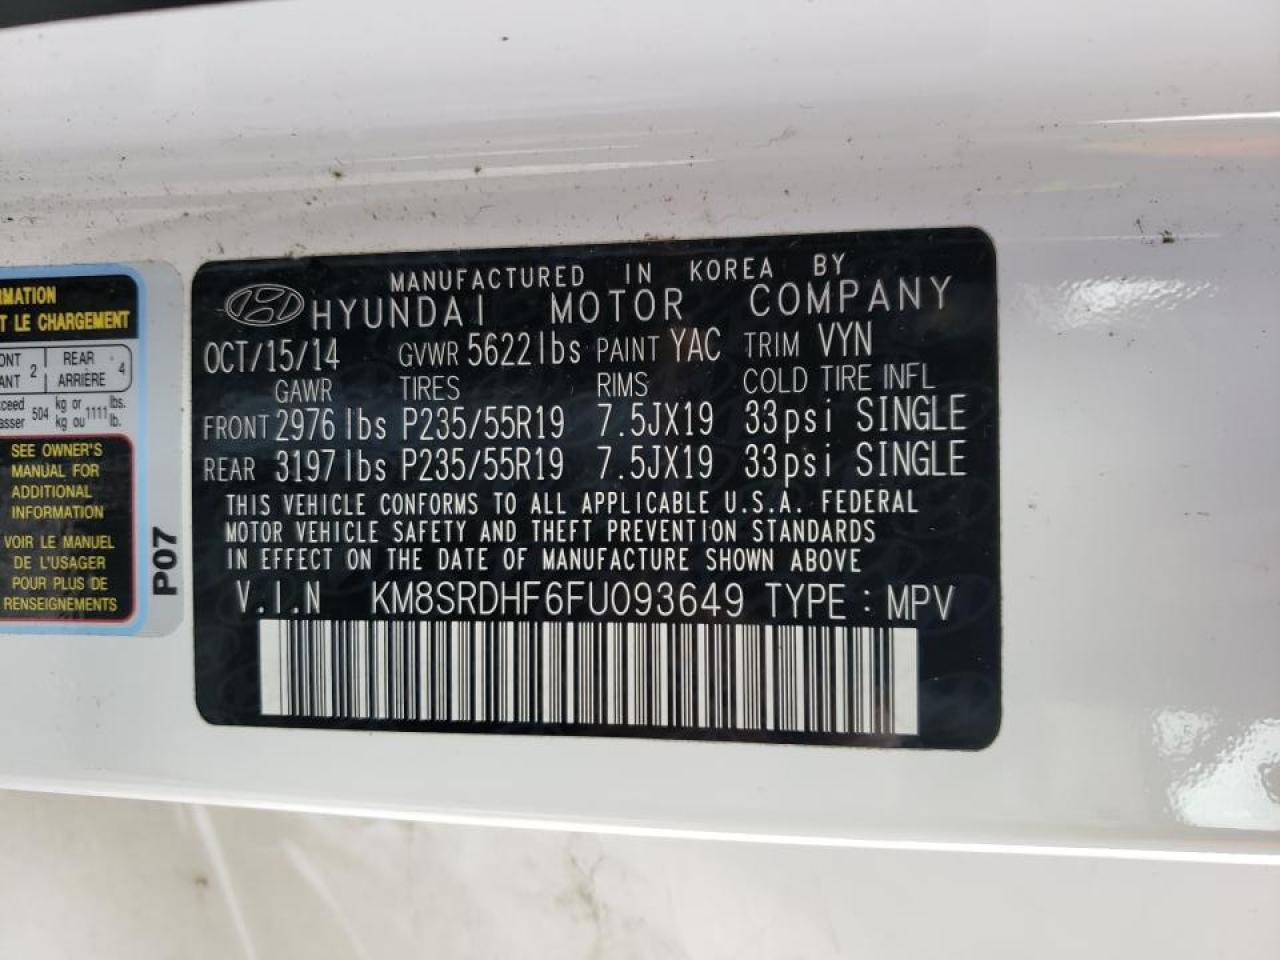 RMATION
T LE CHARGEMENT
ONT 2 REAR 4
ANT ARRIÈRE
xceed 504 kg or 1111 lbs.
asser kg ou lb.
SEE OWNER'S
MANUAL FOR
ADDITIONAL
INFORMATION
VOIR LE MANUEL
DE L'USAGER
POUR PLUS DE
RENSEIGNEMENTS
P07
MANUFACTURED IN KOREA BY
HYUNDAI MOTOR COMPANY
OCT/15/14 GVWR 5622lbs PAINT YAC TRIM VYN
GAWR TIRES RIMS COLD TIRE INFL
FRONT 2976lbs P235/55R19 7.5JX19 33psi SINGLE
REAR 3197lbs P235/55R19 7.5JX19 33psi SINGLE
THIS VEHICLE CONFORMS TO ALL APPLICABLE U.S.A. FEDERAL
MOTOR VEHICLE SAFETY AND THEFT PREVENTION STANDARDS
IN EFFECT ON THE DATE OF MANUFACTURE SHOWN ABOVE
V.I.N KM8SRDHF6FU093649 TYPE : MPV